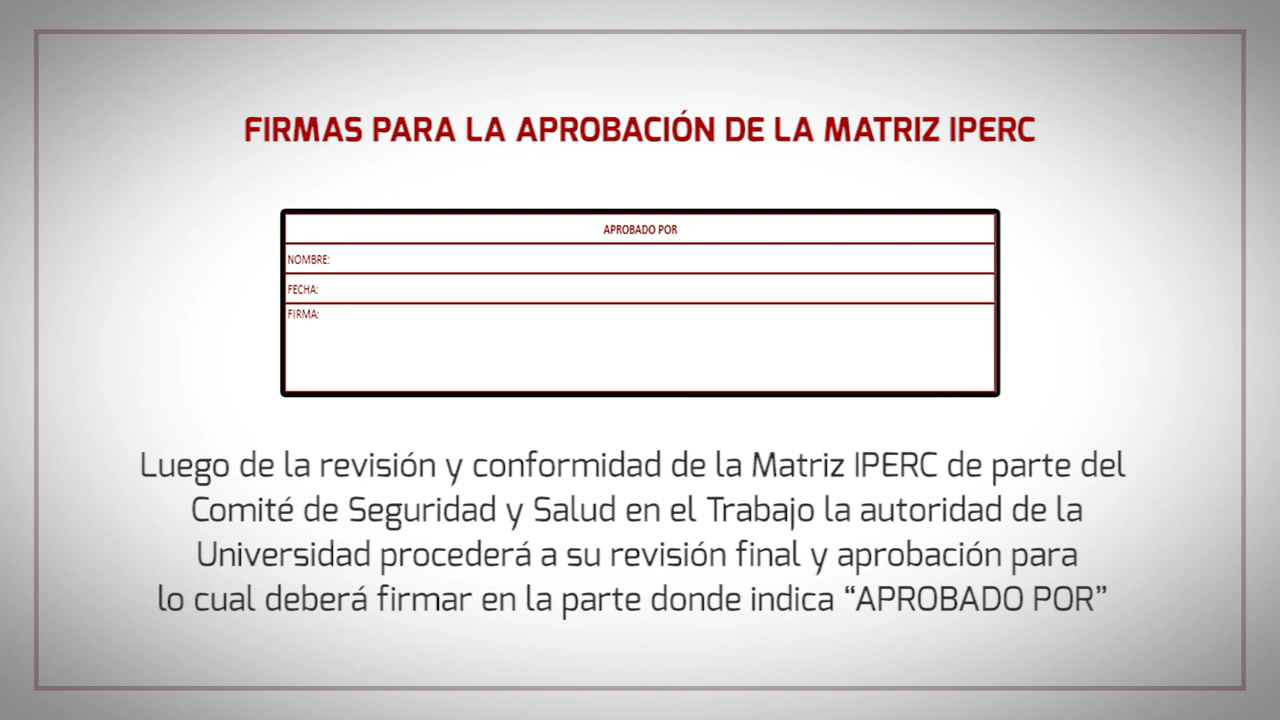 FIRMAS PARA LA APROBACIÓN DE LA MATRIZ IPERC
APROBADO POR
NOMBRE:
FECHA:
FIRMA:
Luego de la revisión y conformidad de la Matriz IPERC de parte del
Comité de Seguridad y Salud en el Trabajo la autoridad de la
Universidad procederá a su revisión final y aprobación para
lo cual deberá firmar en la parte donde indica “APROBADO POR”